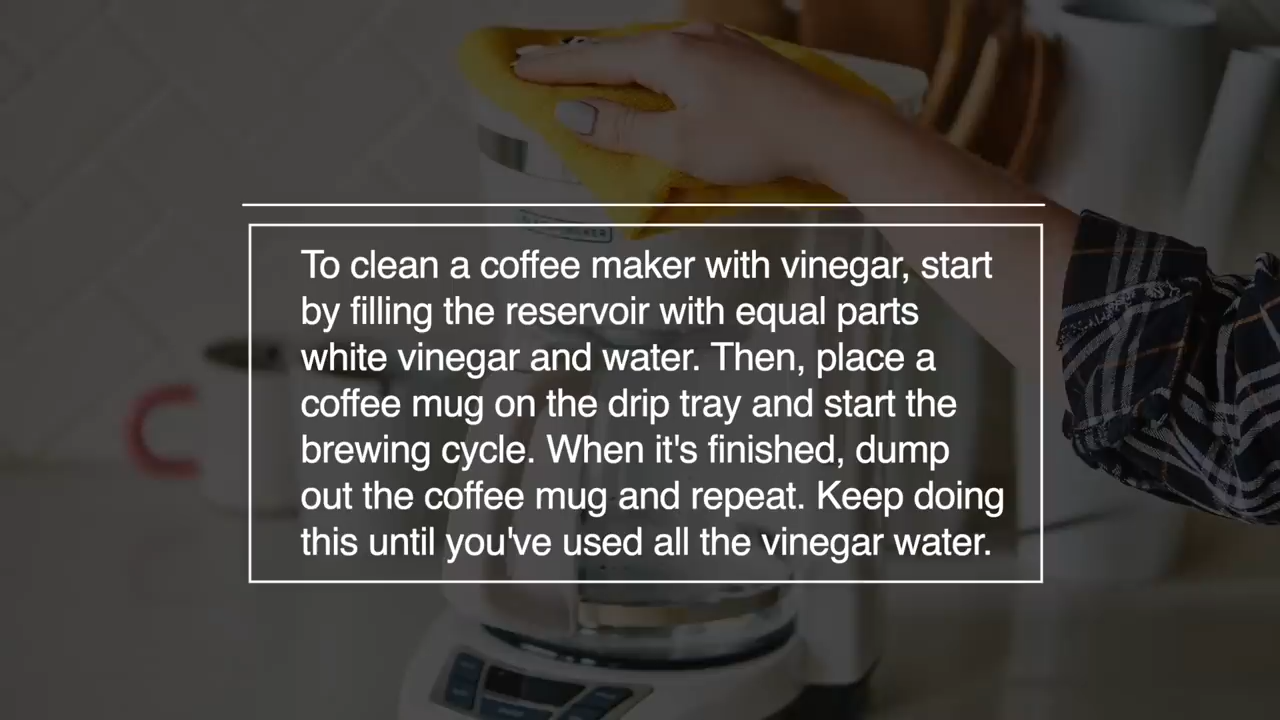 To clean a coffee maker with vinegar, start
by filling the reservoir with equal parts
white vinegar and water. Then, place a
coffee mug on the drip tray and start the
brewing cycle. When it's finished, dump
out the coffee mug and repeat. Keep doing
this until you've used all the vinegar water.